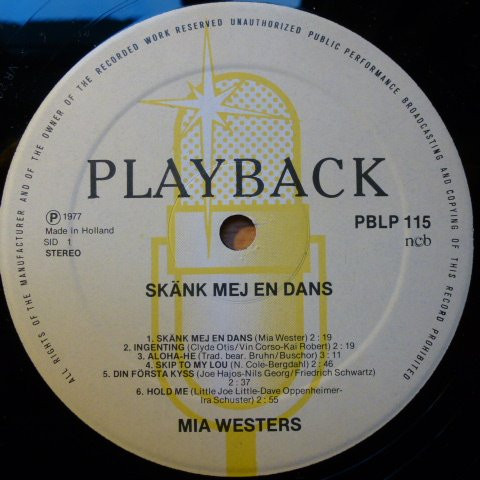 ALL RIGHTS OF THE MANUFACTURER AND OF THE OWNER OF THE RECORDED WORK RESERVED UNAUTHORIZED PUBLIC PERFORMANCE BROADCASTING AND COPYING OF THIS RECORD PROHIBITED
PLAYBACK
Ⓟ 1977
Made In Holland
SID 1
STEREO
PBLP 115
ncb
SKÄNK MEJ EN DANS
1. SKÄNK MEJ EN DANS (Mia Wester) 2 : 19
2. INGENTING (Clyde Otis/Vin Corso-Kai Robert) 2 : 19
3. ALOHA-HE (Trad. bear. Bruhn/Buschor) 3 : 11
4. SKIP TO MY LOU (N. Cole-Bergdahl) 2 : 46
5. DIN FÖRSTA KYSS (Joe Hajos-Nils Georg/Friedrich Schwartz)
2 : 37
6. HOLD ME (Little Joe Little-Dave Oppenheimer-
Ira Schuster) 2 : 55
MIA WESTERS